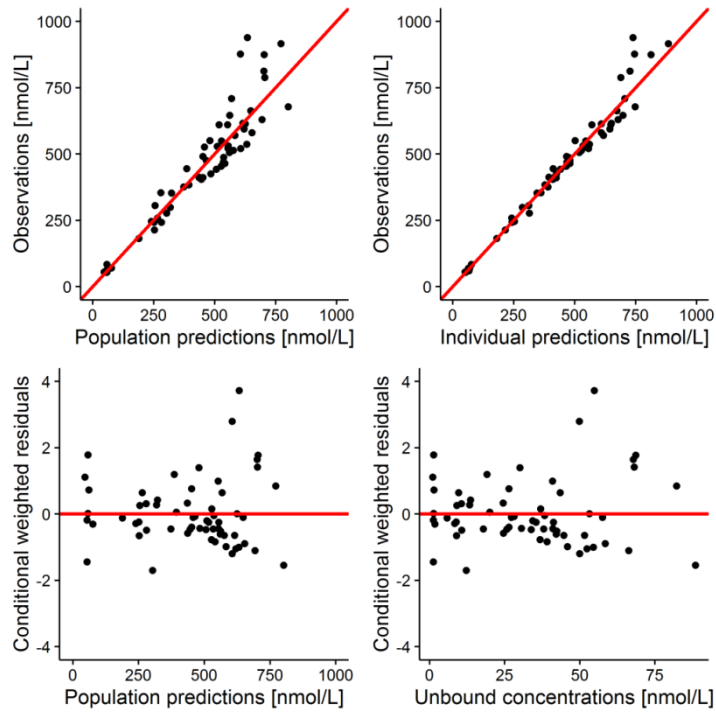 1000
750
500
250
0
Observations [nmol/L]
0 250 500 750 1000
Population predictions [nmol/L]
1000
750
500
250
0
Observations [nmol/L]
0 250 500 750 1000
Individual predictions [nmol/L]
4
2
0
-2
-4
Conditional weighted residuals
0 250 500 750 1000
Population predictions [nmol/L]
4
2
0
-2
-4
Conditional weighted residuals
0 25 50 75
Unbound concentrations [nmol/L]